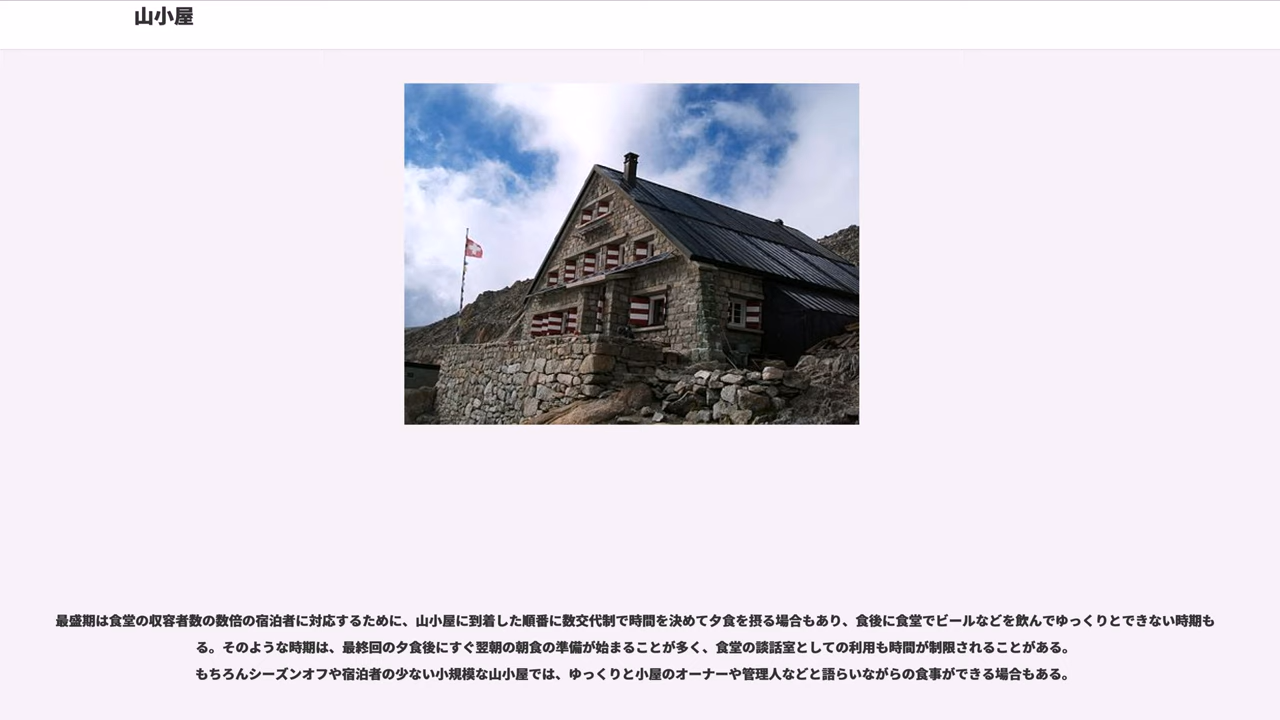 山小屋
最盛期は食堂の収容者数の数倍の宿泊者に対応するために、山小屋に到着した順番に数交代制で時間を決めて夕食を摂る場合もあり、食後に食堂でビールなどを飲んでゆっくりとできない時期も
る。そのような時期は、最終回の夕食後にすぐ翌朝の朝食の準備が始まることが多く、食堂の談話室としての利用も時間が制限されることがある。
もちろんシーズンオフや宿泊者の少ない小規模な山小屋では、ゆっくりと小屋のオーナーや管理人などと語らいながらの食事ができる場合もある。